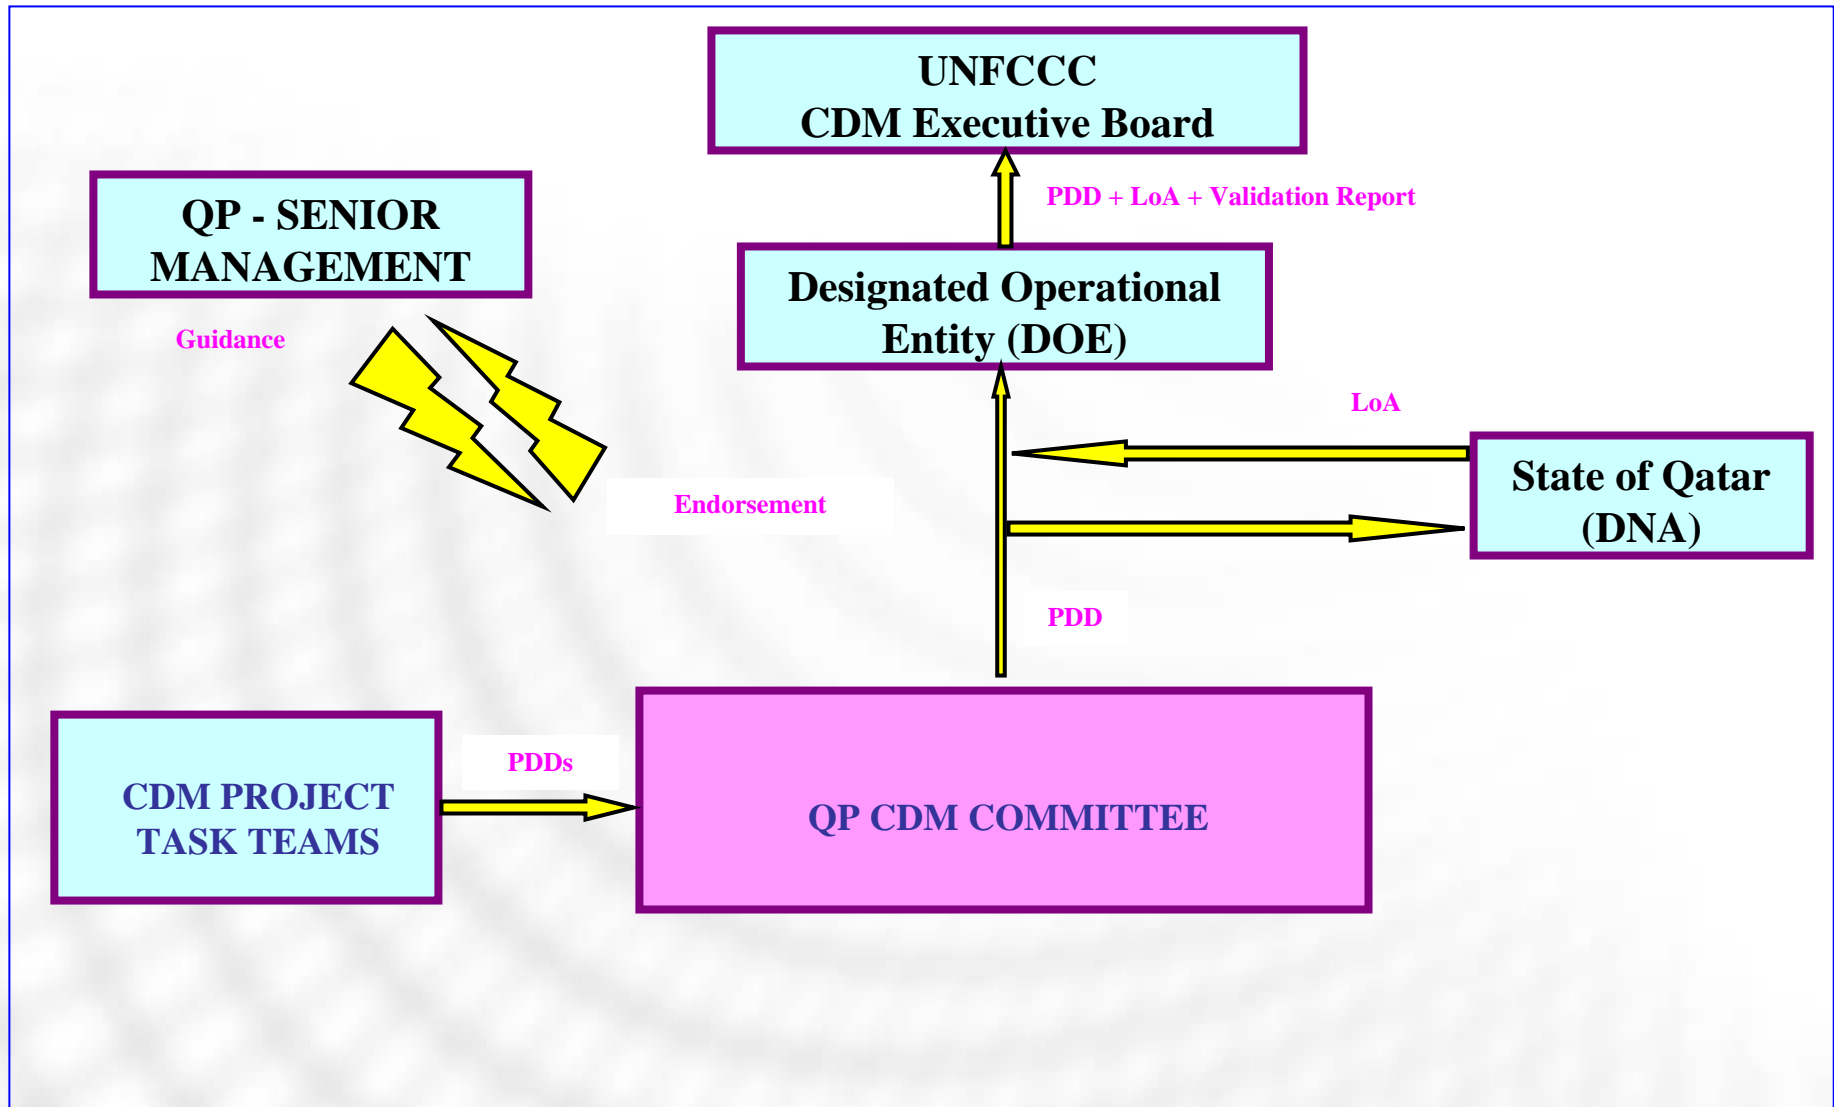 UNFCCC
CDM Executive Board
PDD + LoA + Validation Report
QP - SENIOR
MANAGEMENT
Designated Operational
Entity (DOE)
Guidance
LoA
State of Qatar
(DNA)
Endorsement
PDD
PDDs
CDM PROJECT
TASK TEAMS
QP CDM COMMITTEE